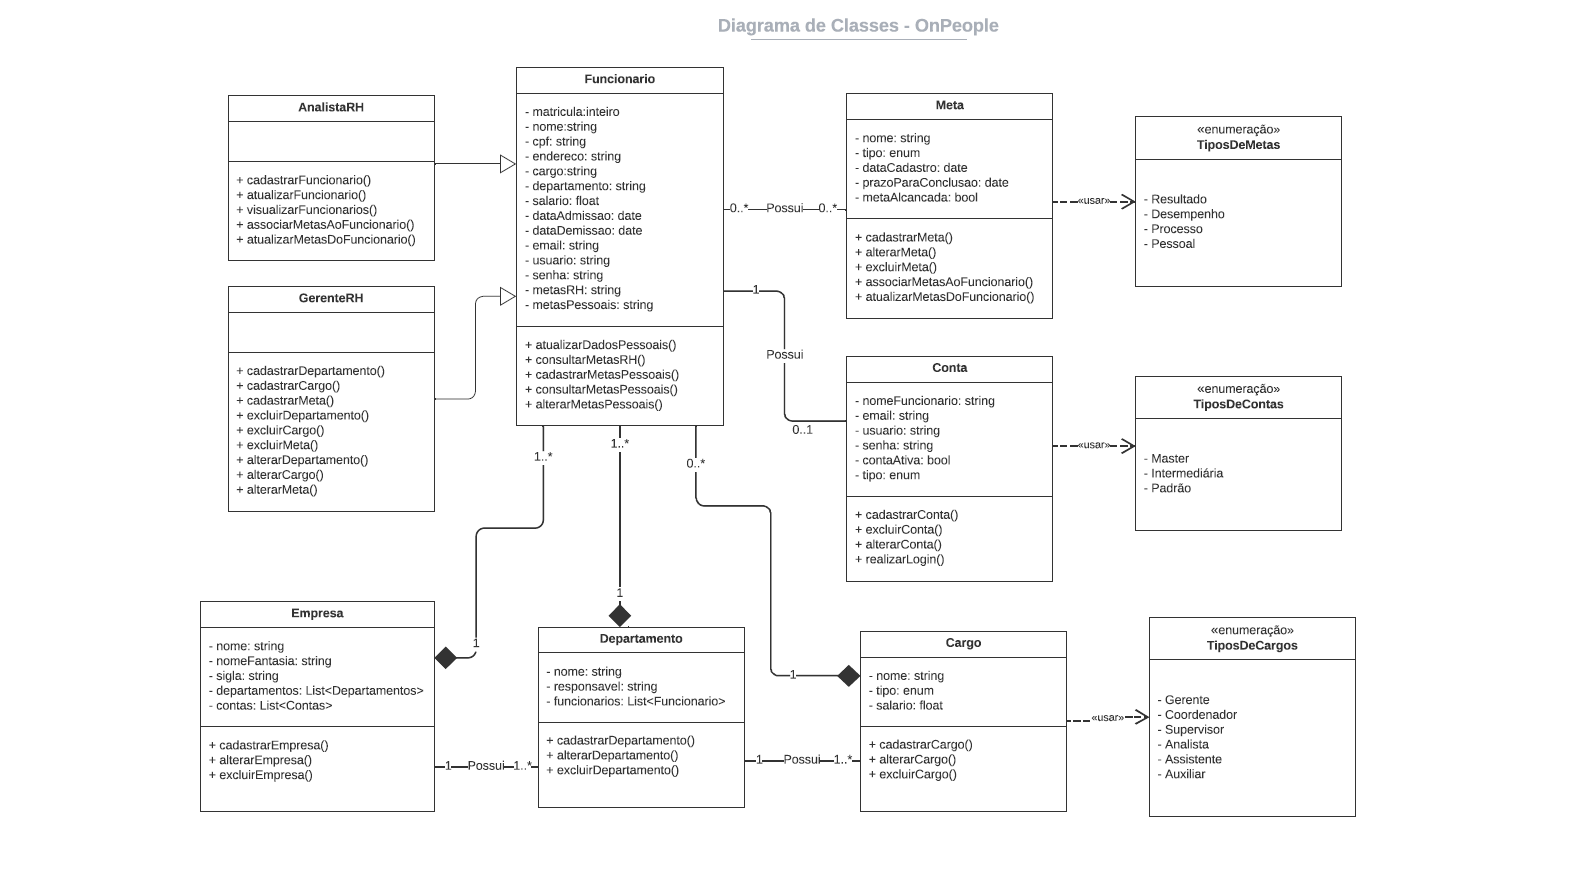 Diagrama de Classes - OnPeople
AnalistaRH
+ cadastrarFuncionario()
+ atualizarFuncionario()
+ visualizarFuncionarios()
+ associarMetasAoFuncionario()
+ atualizarMetasDoFuncionario()
GerenteRH
+ cadastrarDepartamento()
+ cadastrarCargo()
+ cadastrarMeta()
+ excluirDepartamento()
+ excluirCargo()
+ excluirMeta()
+ alterarDepartamento()
+ alterarCargo()
+ alterarMeta()
Funcionario
- matricula:inteiro
- nome:string
- cpf: string
- endereco: string
- cargo:string
- departamento: string
- salario: float
- dataAdmissao: date
- dataDemissao: date
- email: string
- usuario: string
- senha: string
- metasRH: string
- metasPessoais: string
+ atualizarDadosPessoais()
+ consultarMetasRH()
+ cadastrarMetasPessoais()
+ consultarMetasPessoais()
+ alterarMetasPessoais()
0..* Possui 0..*
Meta
- nome: string
- tipo: enum
- dataCadastro: date
- prazoParaConclusao: date
- metaAlcancada: bool
+ cadastrarMeta()
+ alterarMeta()
+ excluirMeta()
+ associarMetasAoFuncionario()
+ atualizarMetasDoFuncionario()
«usar»
«enumeração»
TiposDeMetas
- Resultado
- Desempenho
- Processo
- Pessoal
1
Possui
0..1
Conta
- nomeFuncionario: string
- email: string
- usuario: string
- senha: string
- contaAtiva: bool
- tipo: enum
+ cadastrarConta()
+ excluirConta()
+ alterarConta()
+ realizarLogin()
«usar»
«enumeração»
TiposDeContas
- Master
- Intermediária
- Padrão
1..*
1..*
0..*
1
1
1
Empresa
- nome: string
- nomeFantasia: string
- sigla: string
- departamentos: List<Departamentos>
- contas: List<Contas>
+ cadastrarEmpresa()
+ alterarEmpresa()
+ excluirEmpresa()
1 Possui 1..*
Departamento
- nome: string
- responsavel: string
- funcionarios: List<Funcionario>
+ cadastrarDepartamento()
+ alterarDepartamento()
+ excluirDepartamento()
1 Possui 1..*
Cargo
- nome: string
- tipo: enum
- salario: float
+ cadastrarCargo()
+ alterarCargo()
+ excluirCargo()
«usar»
«enumeração»
TiposDeCargos
- Gerente
- Coordenador
- Supervisor
- Analista
- Assistente
- Auxiliar